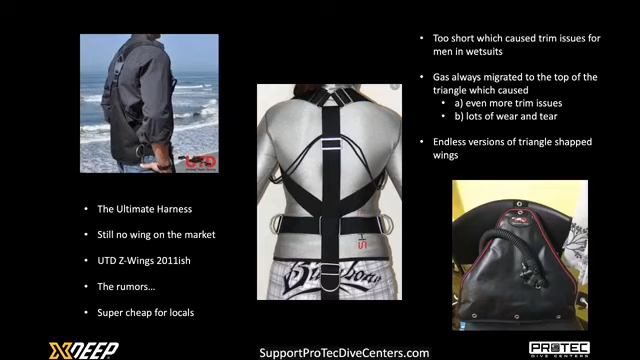 Too short which caused trim issues for
men in wetsuits
Gas always migrated to the top of the
triangle which caused
a) even more trim issues
b) lots of wear and tear
Endless versions of triangle shapped
wings
UTD
The Ultimate Harness
Still no wing on the market
UTD Z-Wings 2011ish
The rumors...
Super cheap for locals
Billabong
XDEEP
SupportProTecDiveCenters.com
PROTEC
DIVE CENTERS